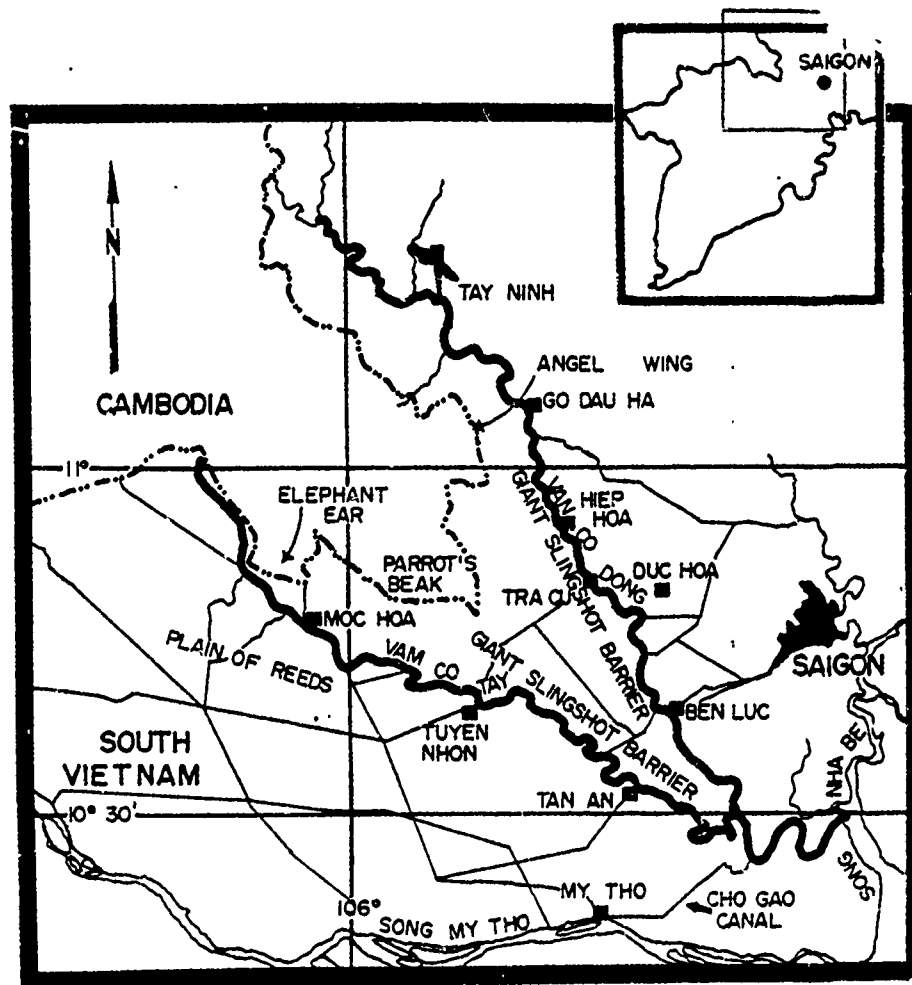 SAIGON
N
TAY NINH
ANGEL WING
GO DAU HA
CAMBODIA
11°
ELEPHANT
EAR
VAN CO DONG
GIANT SLINGSHOT BARRIER
HIEP
HOA
PARROT'S
BEAK
DUC HOA
TRA CU
MOC HOA
PLAIN OF REEDS
VAM CO TAY
GIANT SLINGSHOT BARRIER
SAIGON
BEN LUC
TUYEN
NHON
SOUTH
VIETNAM
NHA BE
SONG
TAN AN
10° 30'
MY THO
CHO GAO
CANAL
106°
SONG MY THO